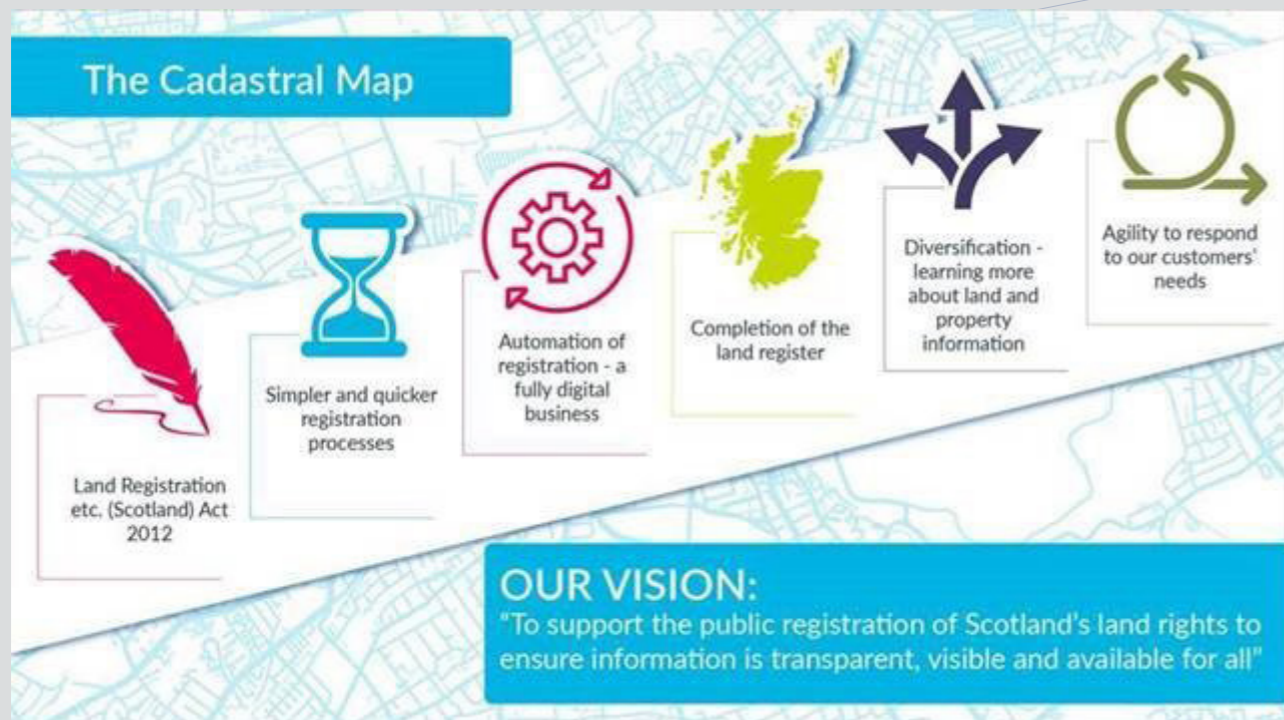 The Cadastral Map
Land Registration
etc. (Scotland) Act
2012
Simpler and quicker
registration
processes
Automation of
registration - a
fully digital
business
Completion of the
land register
Diversification -
learning more
about land and
property
information
Agility to respond
to our customers'
needs
OUR VISION:
"To support the public registration of Scotland's land rights to
ensure information is transparent, visible and available for all"